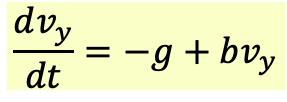 dv_y/dt = −g + bv_y